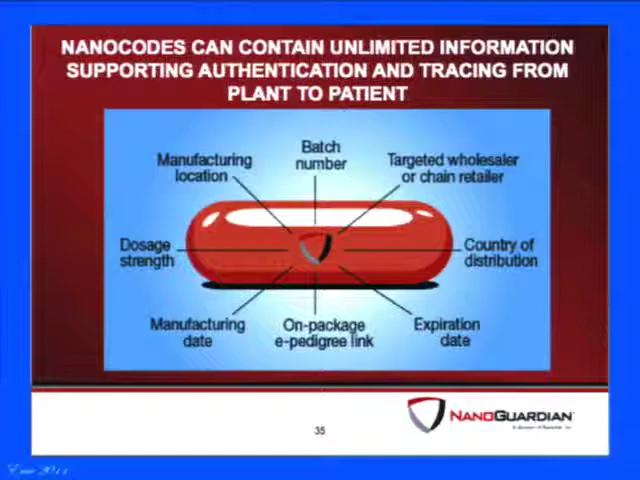 NANOCODES CAN CONTAIN UNLIMITED INFORMATION
SUPPORTING AUTHENTICATION AND TRACING FROM
PLANT TO PATIENT
Batch
number
Manufacturing
location
Targeted wholesaler
or chain retailer
Dosage
strength
Country of
distribution
Manufacturing
date
On-package
e-pedigree link
Expiration
date
35
NANOGUARDIAN